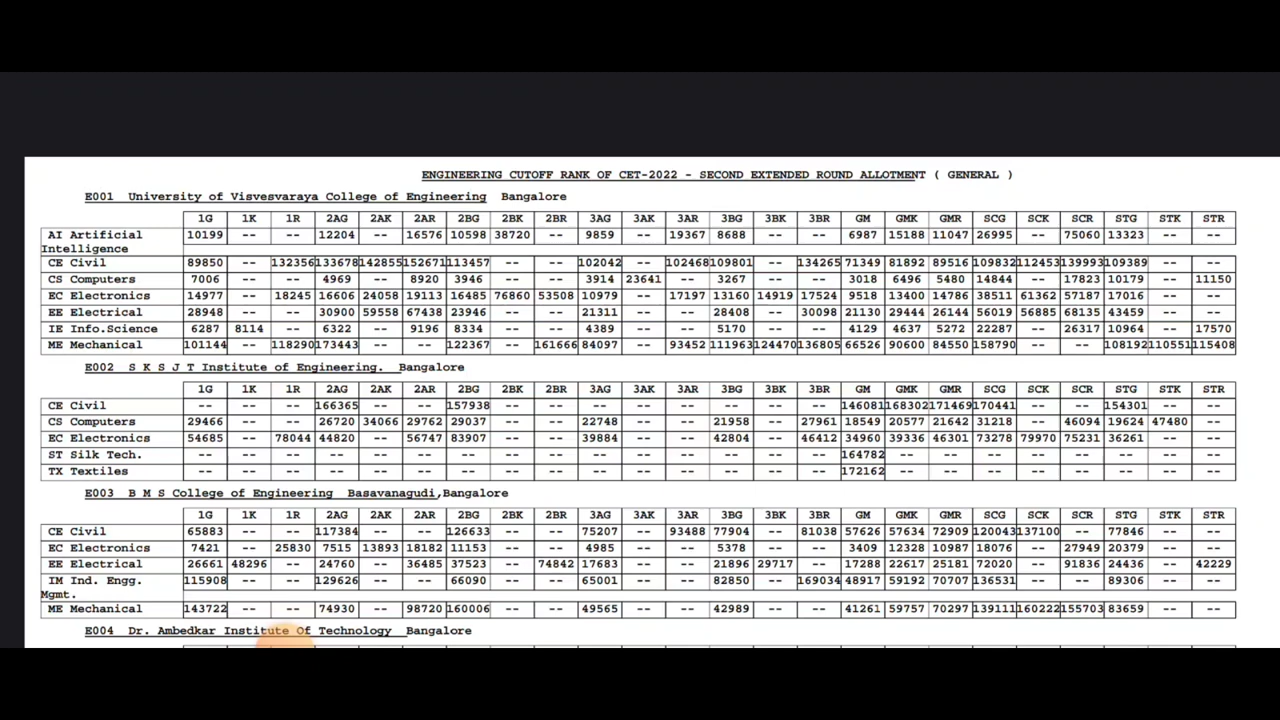 ENGINEERING CUTOFF RANK OF CET-2022 - SECOND EXTENDED ROUND ALLOTMENT ( GENERAL )
E001 University of Visvesvaraya College of Engineering Bangalore
1G 1K 1R 2AG 2AK 2AR 2BG 2BK 2BR 3AG 3AK 3AR 3BG 3BK 3BR GM GMK GMR SCG SCK SCR STG STK STR
AI Artificial 10199 -- -- 12204 -- 16576 10598 38720 -- 9859 -- 19367 8688 -- -- 6987 15188 11047 26995 -- 75060 13323 -- --
Intelligence
CE Civil 89850 -- 132356 133678 142855 152671 113457 -- -- 102042 -- 102468 109801 -- 134265 71349 81892 89516 109832 112453 139993 109389 -- --
CS Computers 7006 -- -- 4969 -- 8920 3946 -- -- 3914 23641 -- 3267 -- -- 3018 6496 5480 14844 -- 17823 10179 -- 11150
EC Electronics 14977 -- 18245 16606 24058 19113 16485 76860 53508 10979 -- 17197 13160 14919 17524 9518 13400 14786 38511 61362 57187 17016 -- --
EE Electrical 28948 -- -- 30900 59558 67438 23946 -- -- 21311 -- -- 28408 -- 30098 21130 29444 26144 56019 56885 68135 43459 -- --
IE Info.Science 6287 8114 -- 6322 -- 9196 8334 -- -- 4389 -- -- 5170 -- -- 4129 4637 5272 22287 -- 26317 10964 -- 17570
ME Mechanical 101144 -- 118290 173443 -- -- 122367 -- 161666 84097 -- 93452 111963 124470 136805 66526 90600 84550 158790 -- -- 108192 110551 115408
E002 S K S J T Institute of Engineering. Bangalore
1G 1K 1R 2AG 2AK 2AR 2BG 2BK 2BR 3AG 3AK 3AR 3BG 3BK 3BR GM GMK GMR SCG SCK SCR STG STK STR
CE Civil -- -- -- 166365 -- -- 157938 -- -- -- -- -- -- -- -- 146081 168302 171469 170441 -- -- 154301 -- --
CS Computers 29466 -- -- 26720 34066 29762 29037 -- -- 22748 -- -- 21958 -- 27961 18549 20577 21642 31218 -- 46094 19624 47480 --
EC Electronics 54685 -- 78044 44820 -- 56747 83907 -- -- 39884 -- -- 42804 -- 46412 34960 39336 46301 73278 79970 75231 36261 -- --
ST Silk Tech. -- -- -- -- -- -- -- -- -- -- -- -- -- -- -- 164782 -- -- -- -- -- -- -- --
TX Textiles -- -- -- -- -- -- -- -- -- -- -- -- -- -- -- 172162 -- -- -- -- -- -- -- --
E003 B M S College of Engineering Basavanagudi,Bangalore
1G 1K 1R 2AG 2AK 2AR 2BG 2BK 2BR 3AG 3AK 3AR 3BG 3BK 3BR GM GMK GMR SCG SCK SCR STG STK STR
CE Civil 65883 -- -- 117384 -- -- 126633 -- -- 75207 -- 93488 77904 -- 81038 57626 57634 72909 120043 137100 -- 77846 -- --
EC Electronics 7421 -- 25830 7515 13893 18182 11153 -- -- 4985 -- -- 5378 -- -- 3409 12328 10987 18076 -- 27949 20379 -- --
EE Electrical 26661 48296 -- 24760 -- 36485 37523 -- 74842 17683 -- -- 21896 29717 -- 17288 22617 25181 72020 -- 91836 24436 -- 42229
IM Ind. Engg. 115908 -- -- 129626 -- -- 66090 -- -- 65001 -- -- 82850 -- 169034 48917 59192 70707 136531 -- -- 89306 -- --
Mgmt.
ME Mechanical 143722 -- -- 74930 -- 98720 160006 -- -- 49565 -- -- 42989 -- -- 41261 59757 70297 139111 160222 155703 83659 -- --
E004 Dr. Ambedkar Institute Of Technology Bangalore